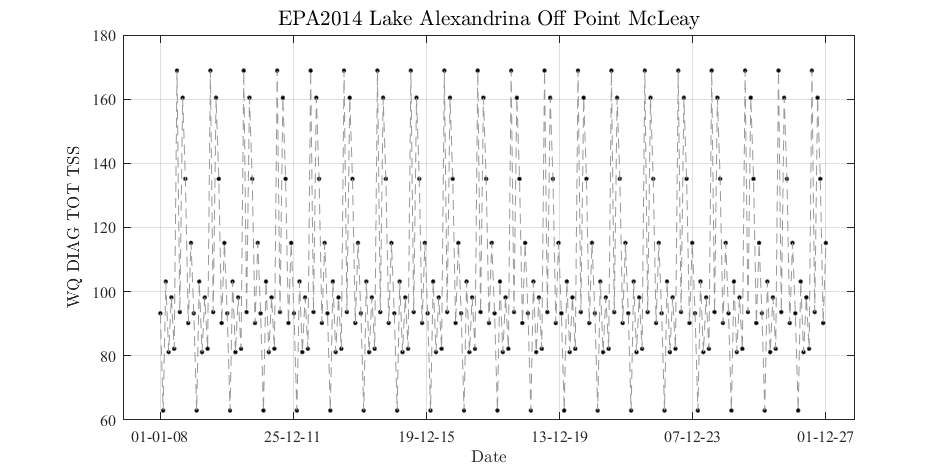 EPA2014 Lake Alexandrina Off Point McLeay
180
160
140
120
100
80
60
WQ DIAG TOT TSS
01-01-08 25-12-11 19-12-15 13-12-19 07-12-23 01-12-27
Date